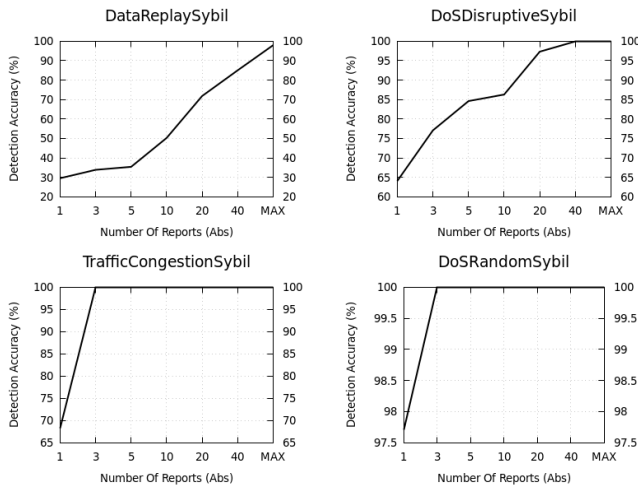 DataReplaySybil
Detection Accuracy (%)
100 100
90 90
80 80
70 70
60 60
50 50
40 40
30 30
20 20
1 3 5 10 20 40 MAX
Number Of Reports (Abs)
DoSDisruptiveSybil
Detection Accuracy (%)
100 100
95 95
90 90
85 85
80 80
75 75
70 70
65 65
60 60
1 3 5 10 20 40 MAX
Number Of Reports (Abs)
TrafficCongestionSybil
Detection Accuracy (%)
100 100
95 95
90 90
85 85
80 80
75 75
70 70
65 65
1 3 5 10 20 40 MAX
Number Of Reports (Abs)
DoSRandomSybil
Detection Accuracy (%)
100 100
99.5 99.5
99 99
98.5 98.5
98 98
97.5 97.5
1 3 5 10 20 40 MAX
Number Of Reports (Abs)